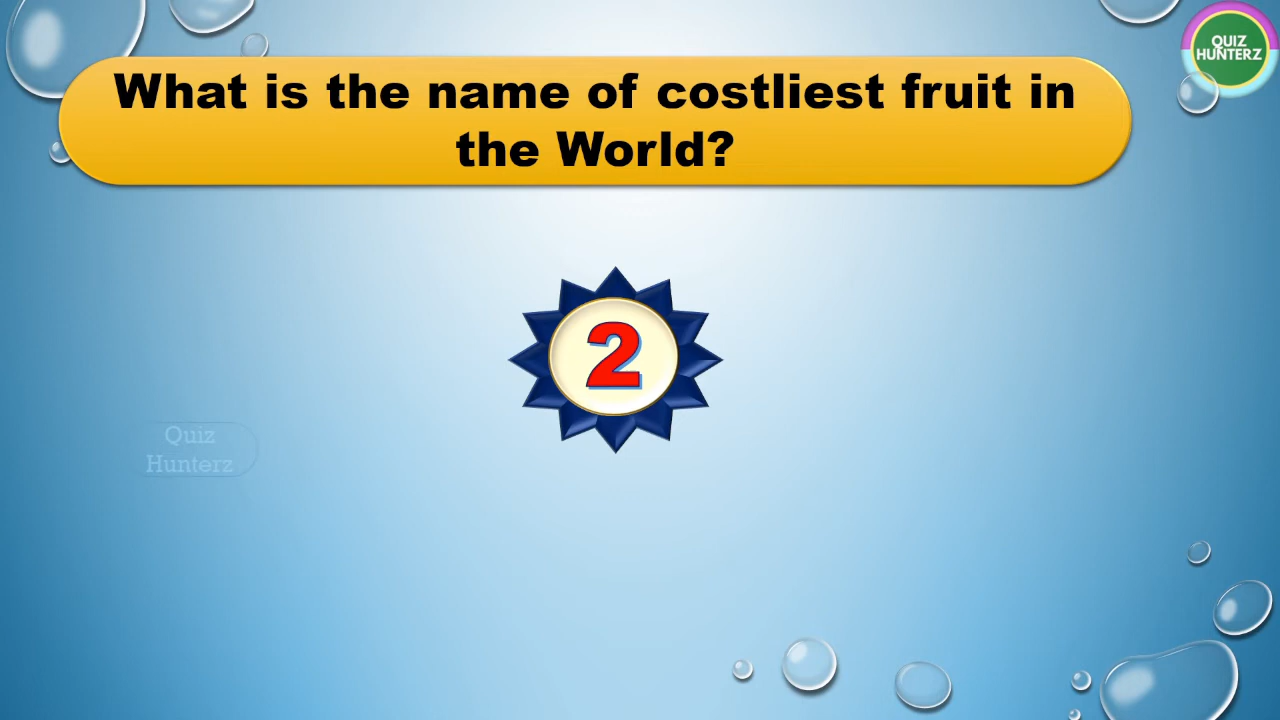 QUIZ
HUNTERZ
What is the name of costliest fruit in
the World?
2
Quiz
Hunterz